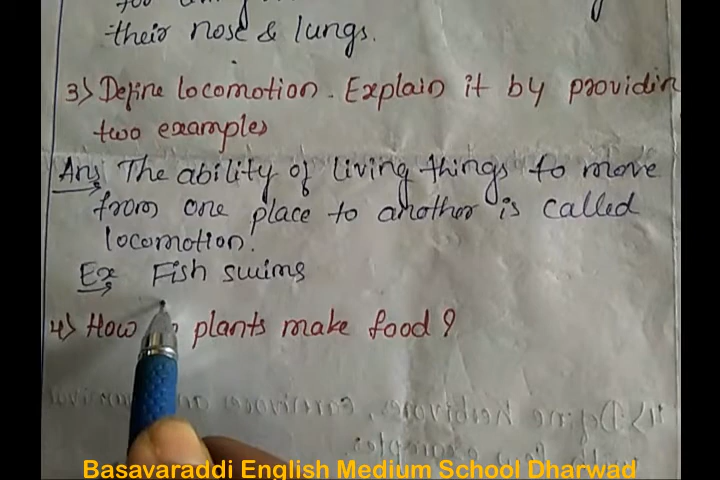 their nose & lungs.
3) Define locomotion. Explain it by providin
two examples
Ans The ability of living things to move
from one place to another is called
locomotion.
Ex Fish swims
4) How plants make food?
Basavaraddi English Medium School Dharwad